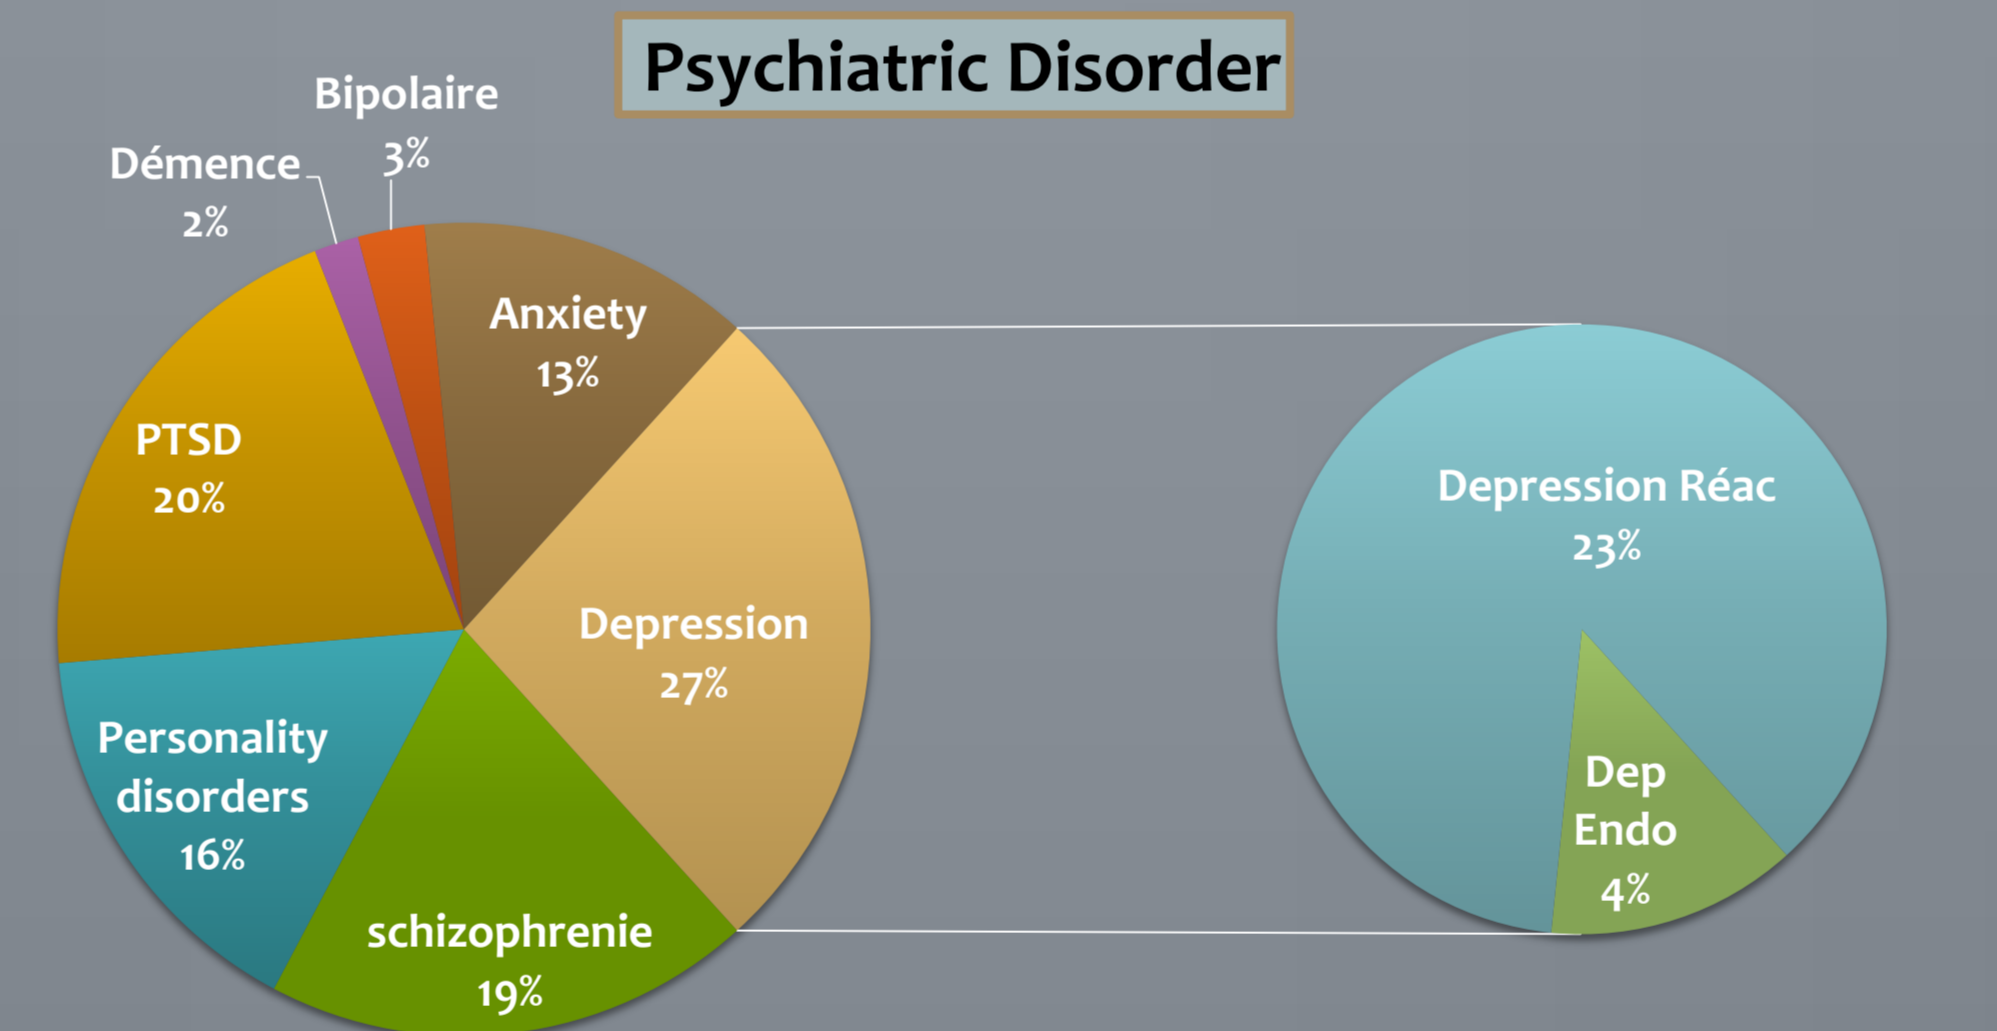 Psychiatric Disorder
Bipolaire
3%
Démence
2%
Anxiety
13%
PTSD
20%
Depression
27%
Personality
disorders
16%
schizophrenie
19%
Depression Réac
23%
Dep
Endo
4%